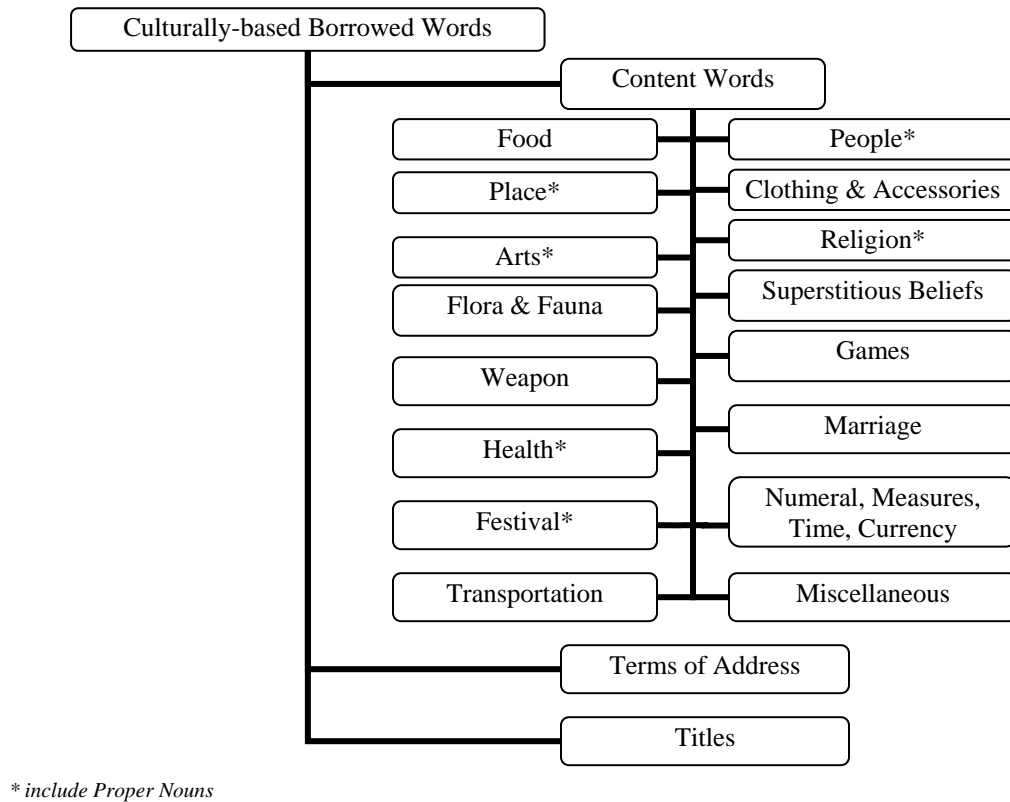 Culturally-based Borrowed Words
Content Words
Food
People*
Place*
Clothing & Accessories
Religion*
Arts*
Superstitious Beliefs
Flora & Fauna
Games
Weapon
Marriage
Health*
Numeral, Measures,
Time, Currency
Festival*
Transportation
Miscellaneous
Terms of Address
Titles
* include Proper Nouns